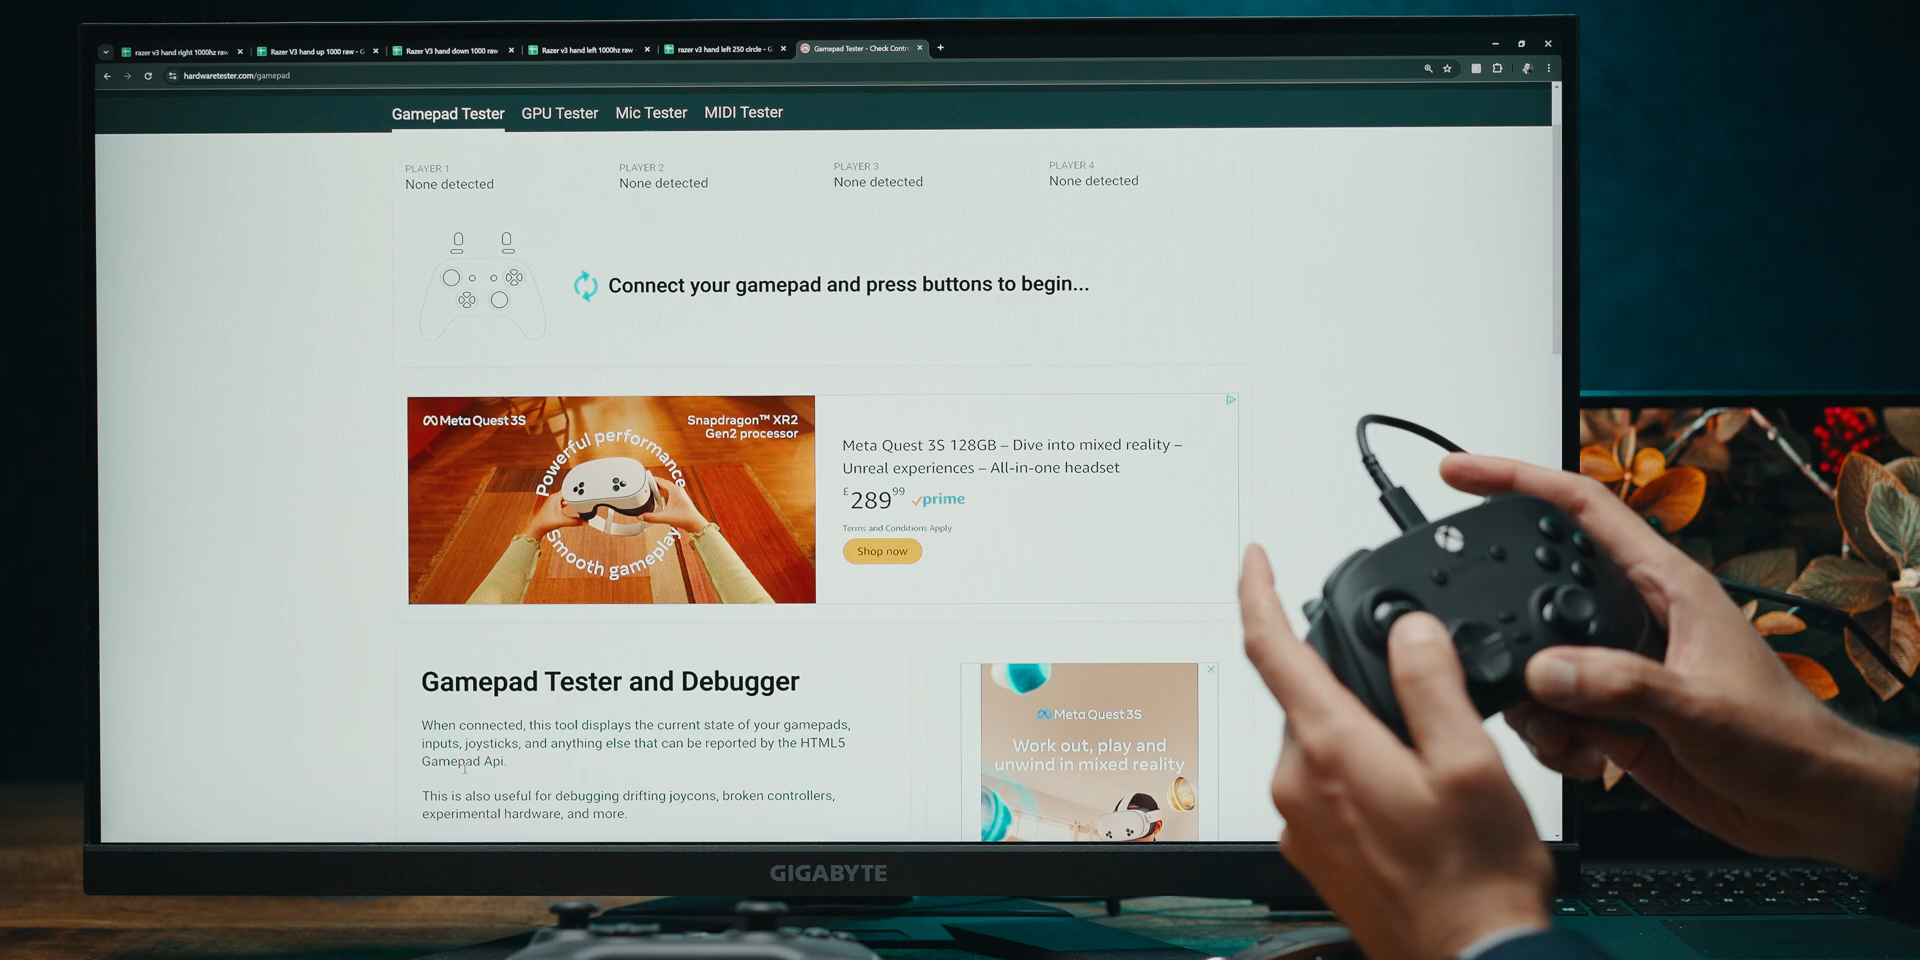 razer v3 hand right 1000hz raw
Razer V3 hand up 1000 raw - G
Razer V3 hand down 1000 raw
Razer V3 hand left 1000hz raw
razer v3 hand left 250 circle - G
Gamepad Tester - Check Contr
hardwaretester.com/gamepad
Gamepad Tester
GPU Tester
Mic Tester
MIDI Tester
PLAYER 1
None detected
PLAYER 2
None detected
PLAYER 3
None detected
PLAYER 4
None detected
Connect your gamepad and press buttons to begin...
Meta Quest 3S
Snapdragon™ XR2
Gen2 processor
Powerful performance
Smooth gameplay
Meta Quest 3S 128GB – Dive into mixed reality –
Unreal experiences – All-in-one headset
£289⁹⁹ prime
Terms and Conditions Apply
Shop now
Gamepad Tester and Debugger
When connected, this tool displays the current state of your gamepads,
inputs, joysticks, and anything else that can be reported by the HTML5
Gamepad Api.
This is also useful for debugging drifting joycons, broken controllers,
experimental hardware, and more.
Meta Quest 3S
Work out, play and
unwind in mixed reality
GIGABYTE